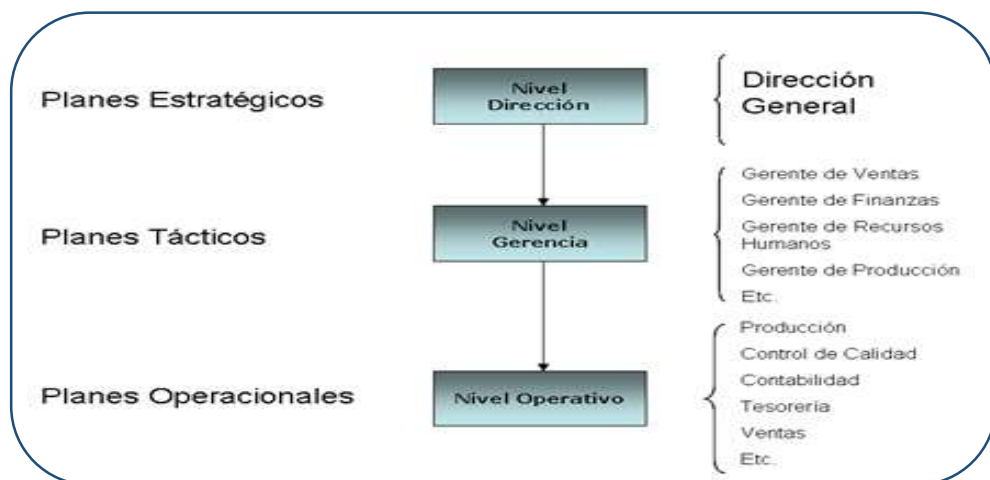 Planes Estratégicos
Nivel
Dirección
Dirección
General
Planes Tácticos
Nivel
Gerencia
Gerente de Ventas
Gerente de Finanzas
Gerente de Recursos
Humanos
Gerente de Producción
Etc.
Planes Operacionales
Nivel Operativo
Producción
Control de Calidad
Contabilidad
Tesorería
Ventas
Etc.